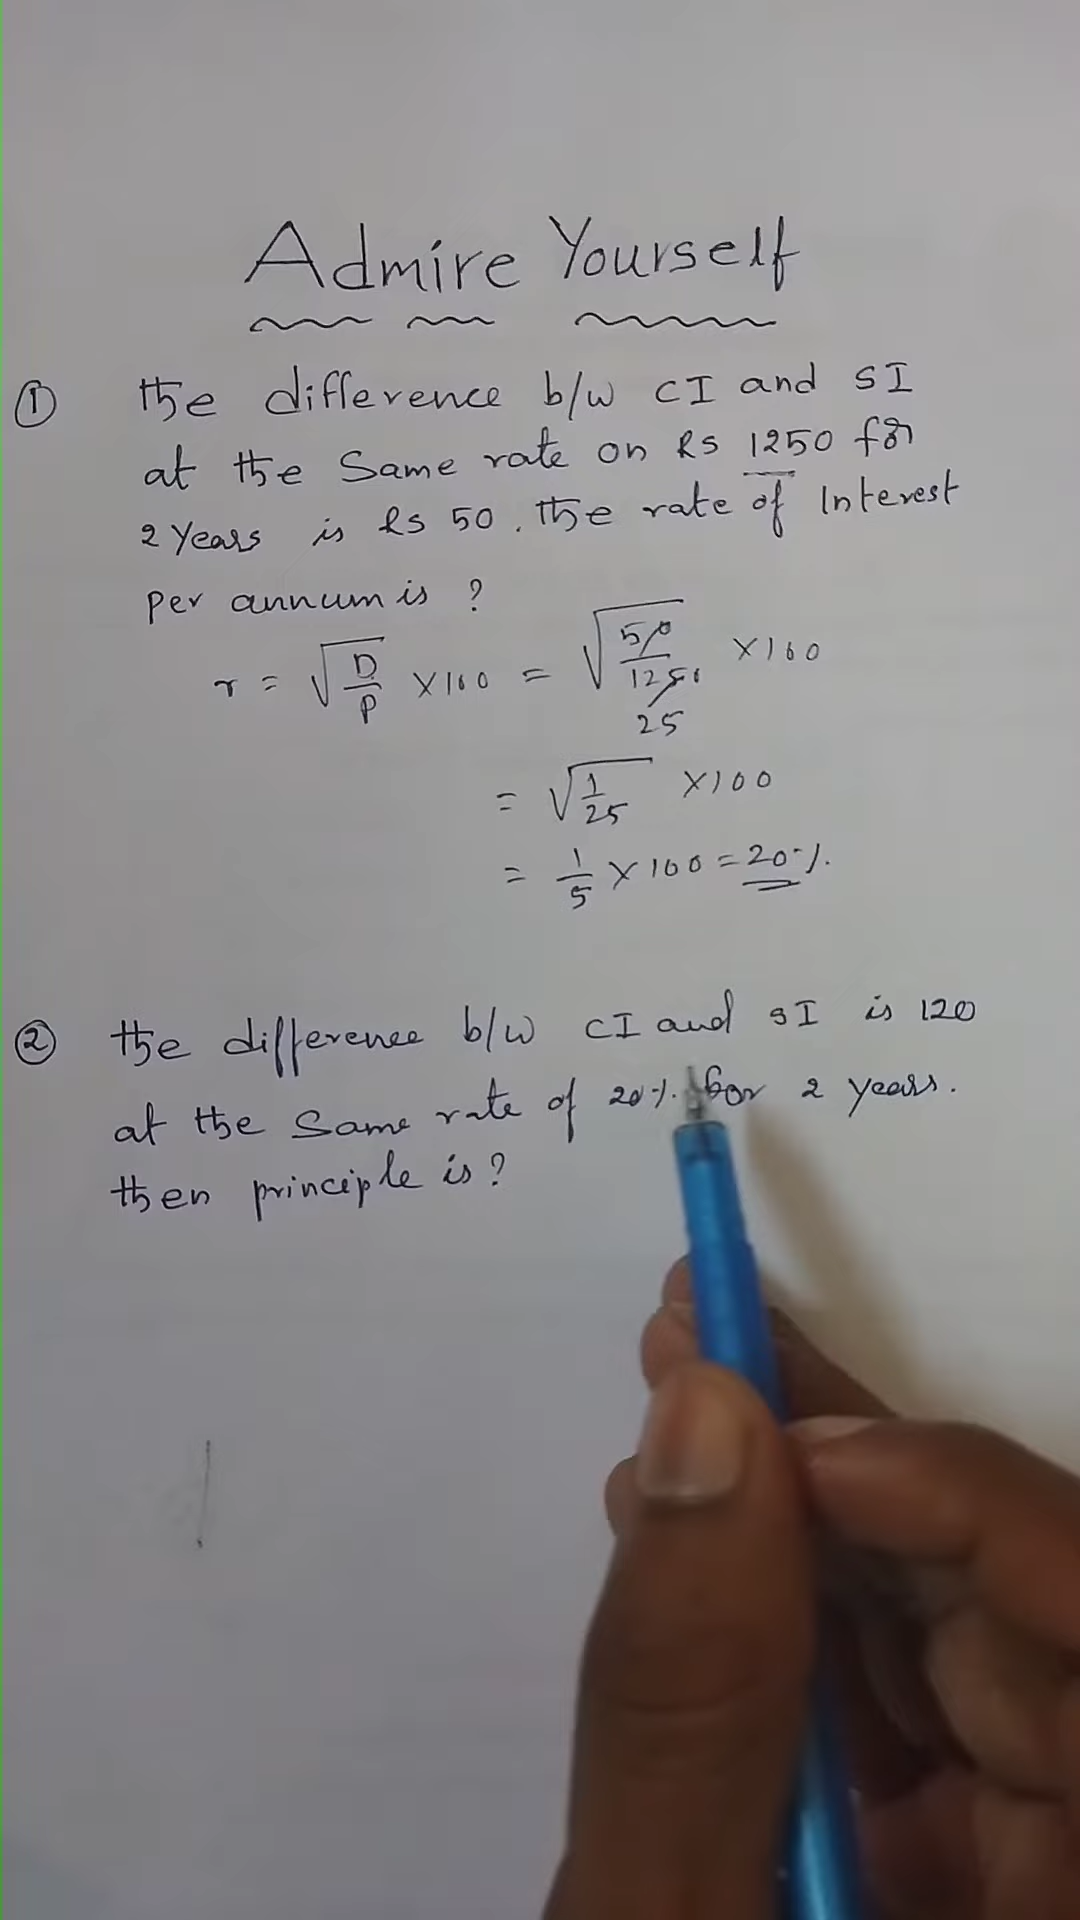 Admire Yourself
① The difference b/w CI and SI
at the Same rate on Rs 1250 for
2 Years is Rs 50. The rate of Interest
Per annum is ?
r = √D/P ×100 = √50/1250 ×100
25
= √1/25 ×100
= 1/5 × 100 = 20%
② The difference b/w CI and SI is 120
at the Same rate of 20% for 2 years.
then principle is?